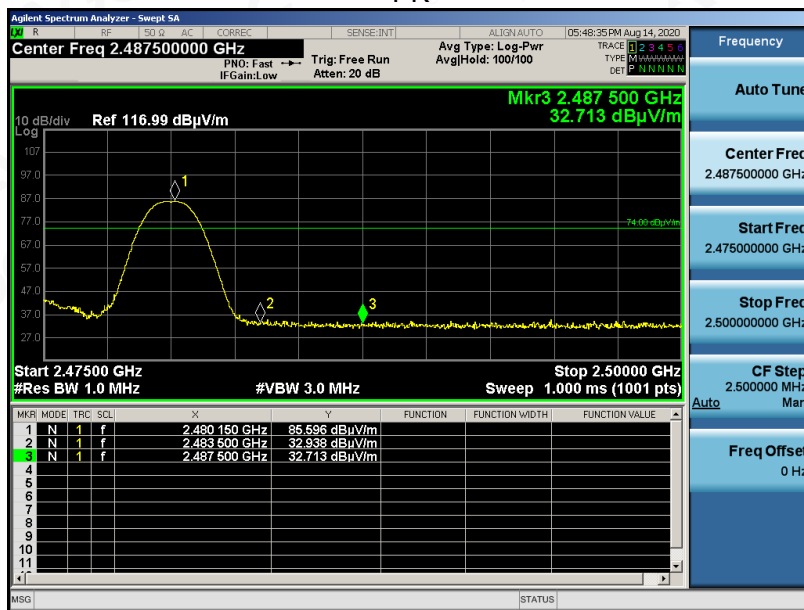 Agilent Spectrum Analyzer - Swept SA
LXI R RF 50 Ω AC CORREC SENSE:INT ALIGN AUTO 05:48:35 PM Aug 14, 2020
Center Freq 2.487500000 GHz
PNO: Fast
IFGain:Low
Trig: Free Run
Atten: 20 dB
Avg Type: Log-Pwr
Avg|Hold: 100/100
TRACE 1 2 3 4 5 6
TYPE M W W W W W
DET P N N N N N
Mkr3 2.487 500 GHz
32.713 dBµV/m
10 dB/div Ref 116.99 dBµV/m
Log
107
97.0
87.0
77.0
67.0
57.0
47.0
37.0
27.0
1
2
3
74.00 dBµV/m
Start 2.47500 GHz Stop 2.50000 GHz
#Res BW 1.0 MHz #VBW 3.0 MHz Sweep 1.000 ms (1001 pts)
MKR MODE TRC SCL X Y FUNCTION FUNCTION WIDTH FUNCTION VALUE
1 N 1 f 2.480 150 GHz 85.596 dBµV/m
2 N 1 f 2.483 500 GHz 32.938 dBµV/m
3 N 1 f 2.487 500 GHz 32.713 dBµV/m
4
5
6
7
8
9
10
11
MSG STATUS
Frequency
Auto Tune
Center Freq
2.487500000 GHz
Start Freq
2.475000000 GHz
Stop Freq
2.500000000 GHz
CF Step
2.500000 MHz
Auto Man
Freq Offset
0 Hz